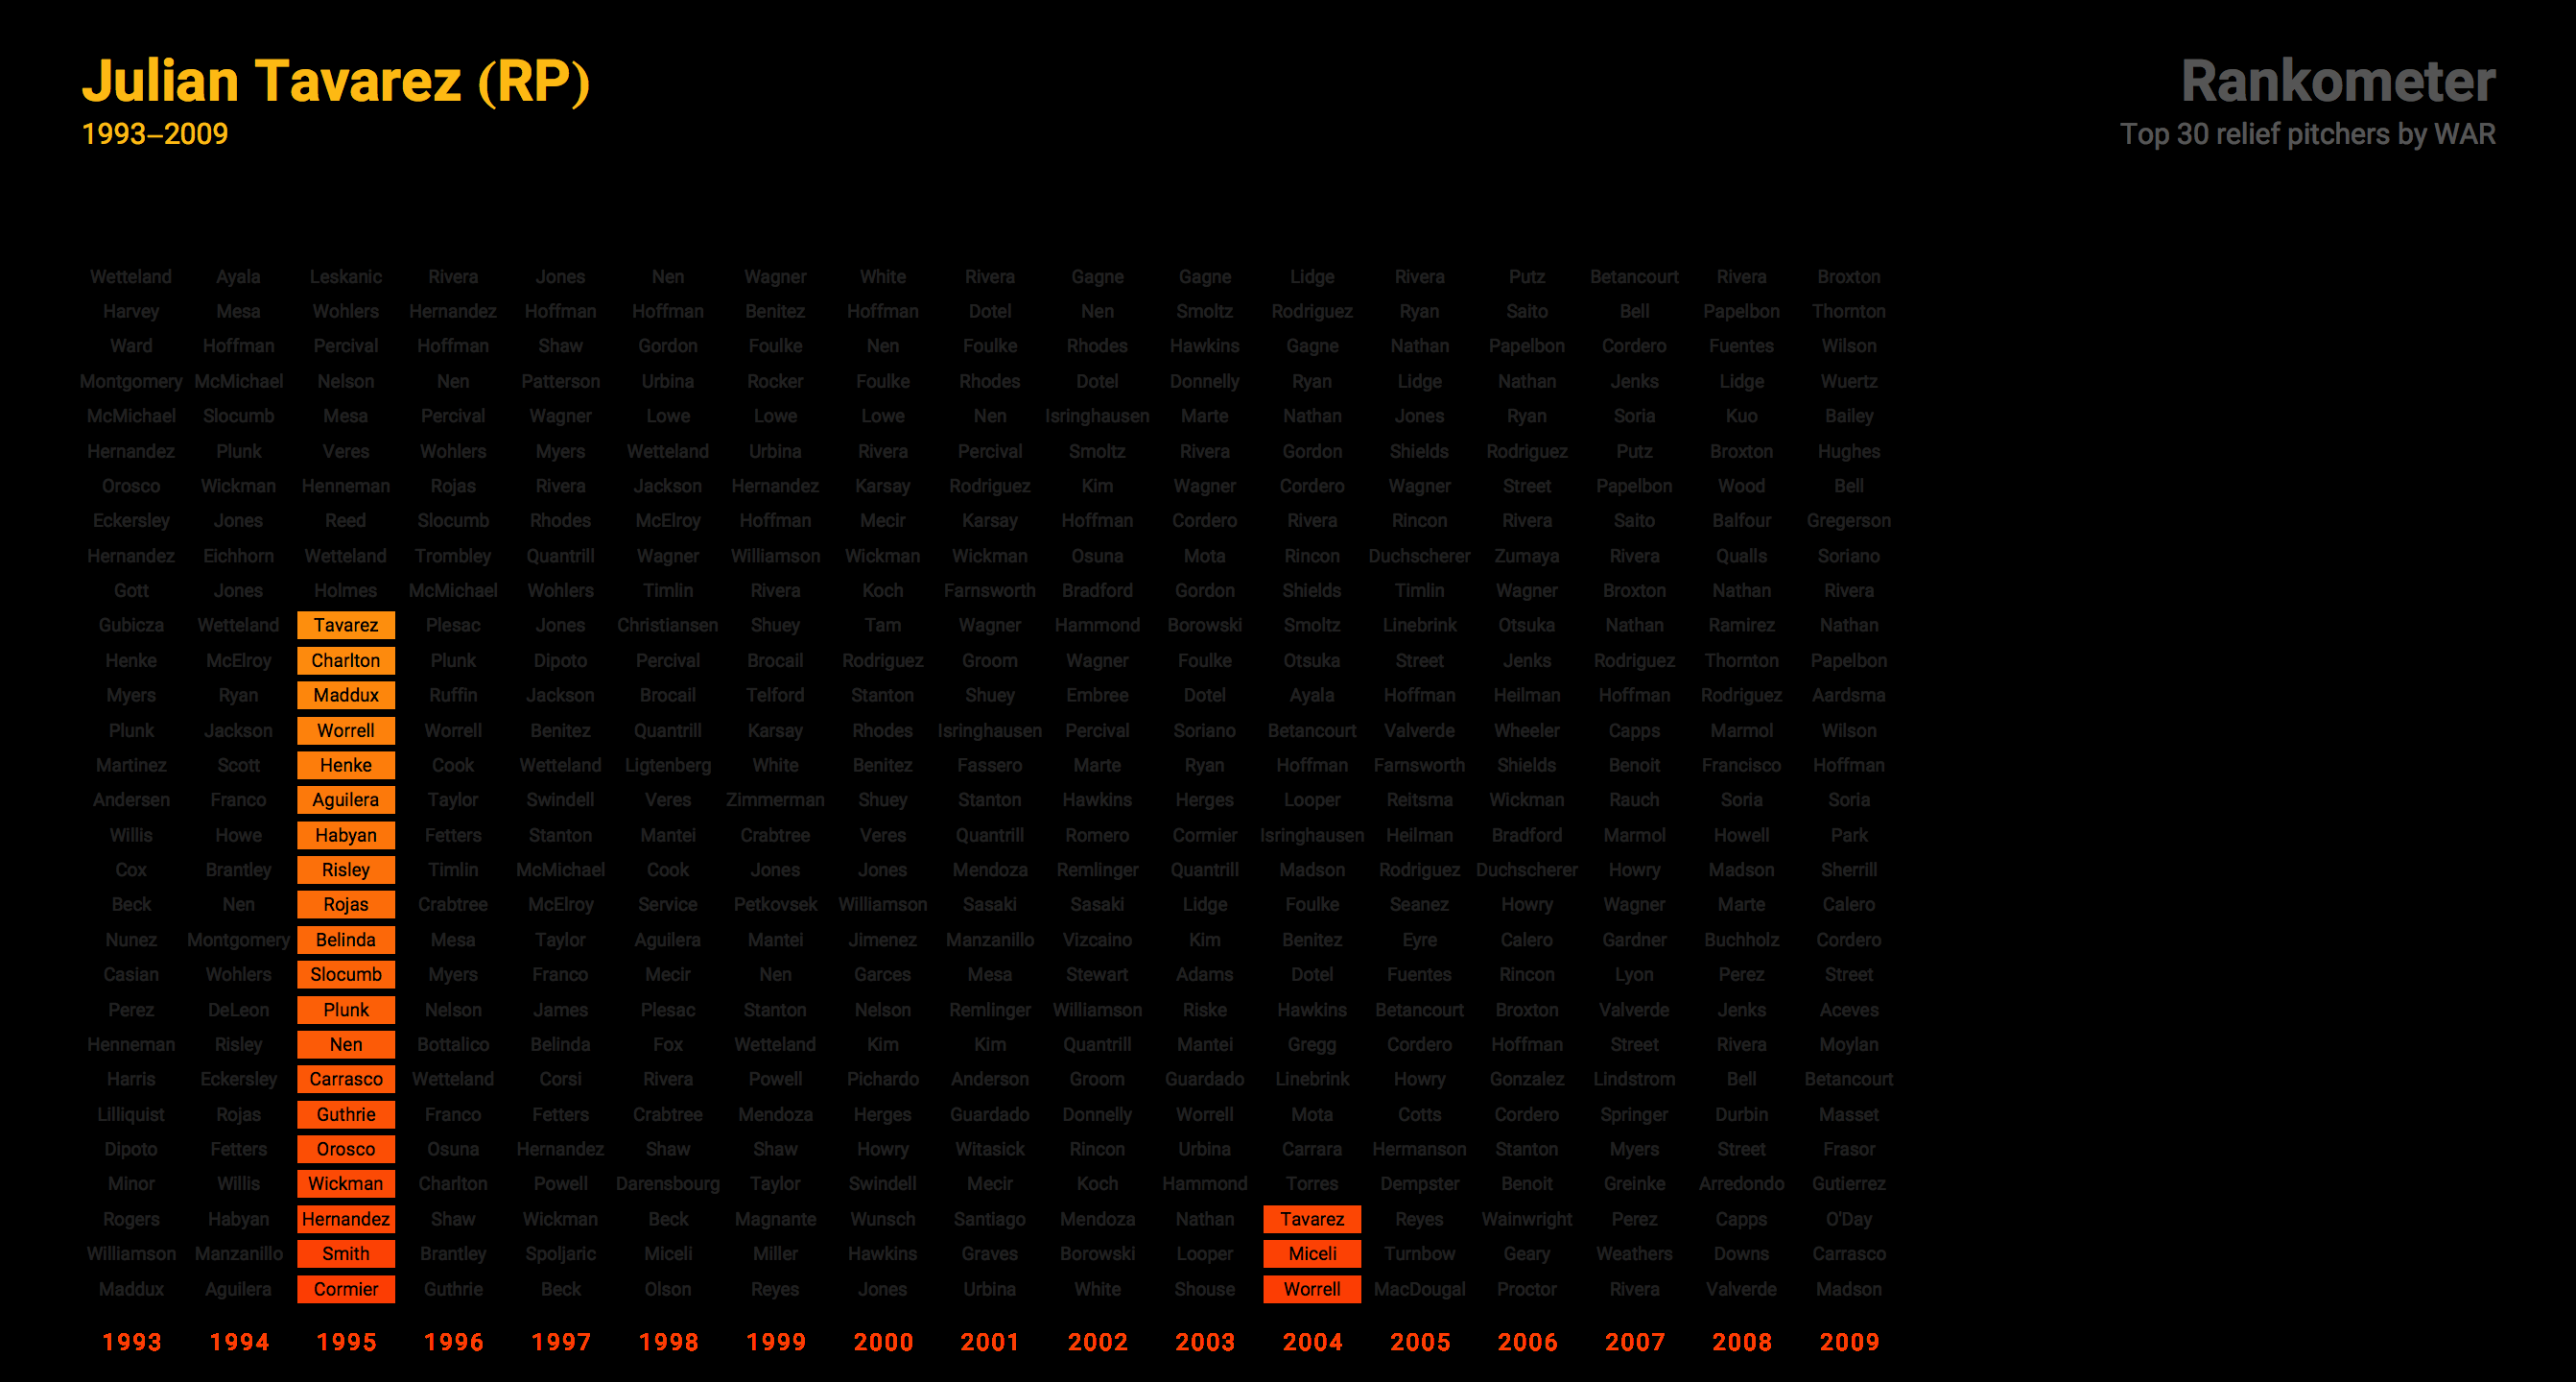 Julian Tavarez (RP)
1993–2009
Rankometer
Top 30 relief pitchers by WAR
Wetteland Ayala Leskanic Rivera Jones Nen Wagner White Rivera Gagne Gagne Lidge Rivera Putz Betancourt Rivera Broxton
Harvey Mesa Wohlers Hernandez Hoffman Hoffman Benitez Hoffman Dotel Nen Smoltz Rodriguez Ryan Saito Bell Papelbon Thornton
Ward Hoffman Percival Hoffman Shaw Gordon Foulke Nen Foulke Rhodes Hawkins Gagne Nathan Papelbon Cordero Fuentes Wilson
Montgomery McMichael Nelson Nen Patterson Urbina Rocker Foulke Rhodes Dotel Donnelly Ryan Lidge Nathan Jenks Lidge Wuertz
McMichael Slocumb Mesa Percival Wagner Lowe Lowe Lowe Nen Isringhausen Marte Nathan Jones Ryan Soria Kuo Bailey
Hernandez Plunk Veres Wohlers Myers Wetteland Urbina Rivera Percival Smoltz Rivera Gordon Shields Rodriguez Putz Broxton Hughes
Orosco Wickman Henneman Rojas Rivera Jackson Hernandez Karsay Rodriguez Kim Wagner Cordero Wagner Street Papelbon Wood Bell
Eckersley Jones Reed Slocumb Rhodes McElroy Hoffman Mecir Karsay Hoffman Cordero Rivera Rincon Rivera Saito Balfour Gregerson
Hernandez Eichhorn Wetteland Trombley Quantrill Wagner Williamson Wickman Wickman Osuna Mota Rincon Duchscherer Zumaya Rivera Qualls Soriano
Gott Jones Holmes McMichael Wohlers Timlin Rivera Koch Farnsworth Bradford Gordon Shields Timlin Wagner Broxton Nathan Rivera
Gubicza Wetteland Tavarez Plesac Jones Christiansen Shuey Tam Wagner Hammond Borowski Smoltz Linebrink Otsuka Nathan Ramirez Nathan
Henke McElroy Charlton Plunk Dipoto Percival Brocail Rodriguez Groom Wagner Foulke Otsuka Street Jenks Rodriguez Thornton Papelbon
Myers Ryan Maddux Ruffin Jackson Brocail Telford Stanton Shuey Embree Dotel Ayala Hoffman Heilman Hoffman Rodriguez Aardsma
Plunk Jackson Worrell Worrell Benitez Quantrill Karsay Rhodes Isringhausen Percival Soriano Betancourt Valverde Wheeler Capps Marmol Wilson
Martinez Scott Henke Cook Wetteland Ligtenberg White Benitez Fassero Marte Ryan Hoffman Farnsworth Shields Benoit Francisco Hoffman
Andersen Franco Aguilera Taylor Swindell Veres Zimmerman Shuey Stanton Hawkins Herges Looper Reitsma Wickman Rauch Soria Soria
Willis Howe Habyan Fetters Stanton Mantei Crabtree Veres Quantrill Romero Cormier Isringhausen Heilman Bradford Marmol Howell Park
Cox Brantley Risley Timlin McMichael Cook Jones Jones Mendoza Remlinger Quantrill Madson Rodriguez Duchscherer Howry Madson Sherrill
Beck Nen Rojas Crabtree McElroy Service Petkovsek Williamson Sasaki Sasaki Lidge Foulke Seanez Howry Wagner Marte Calero
Nunez Montgomery Belinda Mesa Taylor Aguilera Mantei Jimenez Manzanillo Vizcaino Kim Benitez Eyre Calero Gardner Buchholz Cordero
Casian Wohlers Slocumb Myers Franco Mecir Nen Garces Mesa Stewart Adams Dotel Fuentes Rincon Lyon Perez Street
Perez DeLeon Plunk Nelson James Plesac Stanton Nelson Remlinger Williamson Riske Hawkins Betancourt Broxton Valverde Jenks Aceves
Henneman Risley Nen Bottalico Belinda Fox Wetteland Kim Kim Quantrill Mantei Gregg Cordero Hoffman Street Rivera Moylan
Harris Eckersley Carrasco Wetteland Corsi Rivera Powell Pichardo Anderson Groom Guardado Linebrink Howry Gonzalez Lindstrom Bell Betancourt
Lilliquist Rojas Guthrie Franco Fetters Crabtree Mendoza Herges Guardado Donnelly Worrell Mota Cotts Cordero Springer Durbin Masset
Dipoto Fetters Orosco Osuna Hernandez Shaw Shaw Howry Witasick Rincon Urbina Carrara Hermanson Stanton Myers Street Frasor
Minor Willis Wickman Charlton Powell Darensbourg Taylor Swindell Mecir Koch Hammond Torres Dempster Benoit Greinke Arredondo Gutierrez
Rogers Habyan Hernandez Shaw Wickman Beck Magnante Wunsch Santiago Mendoza Nathan Tavarez Reyes Wainwright Perez Capps O'Day
Williamson Manzanillo Smith Brantley Spoljaric Miceli Miller Hawkins Graves Borowski Looper Miceli Turnbow Geary Weathers Downs Carrasco
Maddux Aguilera Cormier Guthrie Beck Olson Reyes Jones Urbina White Shouse Worrell MacDougal Proctor Rivera Valverde Madson
1993 1994 1995 1996 1997 1998 1999 2000 2001 2002 2003 2004 2005 2006 2007 2008 2009